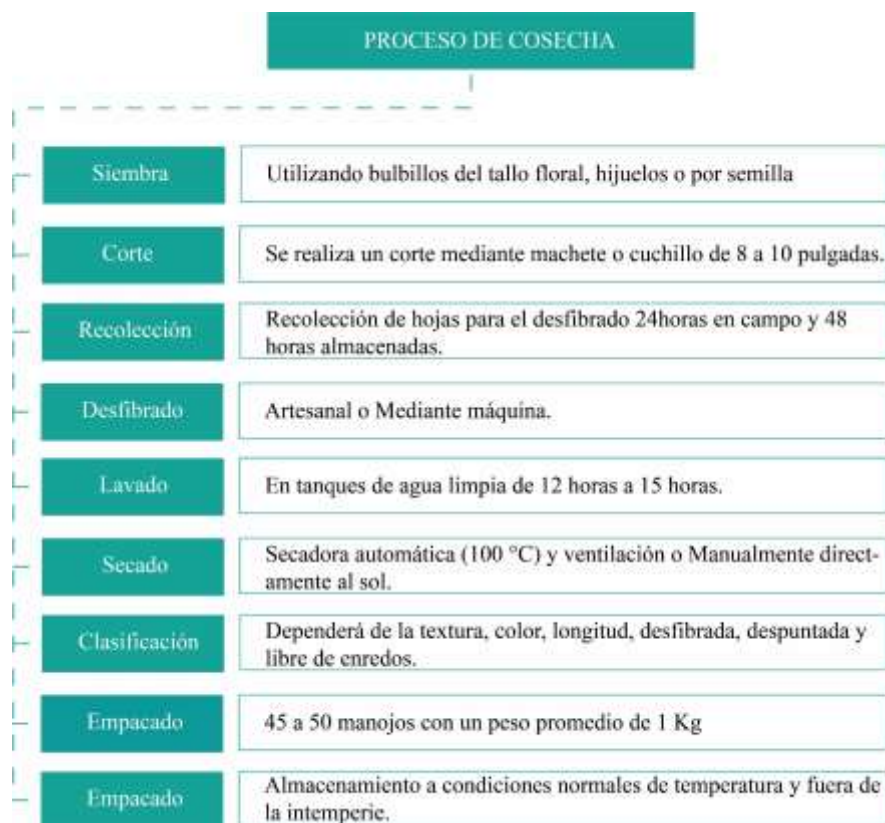 PROCESO DE COSECHA
Siembra
Utilizando bulbillos del tallo floral, hijuelos o por semilla
Corte
Se realiza un corte mediante machete o cuchillo de 8 a 10 pulgadas.
Recolección
Recolección de hojas para el desfibrado 24horas en campo y 48
horas almacenadas.
Desfibrado
Artesanal o Mediante máquina.
Lavado
En tanques de agua limpia de 12 horas a 15 horas.
Secado
Secadora automática (100 °C) y ventilación o Manualmente direct-
amente al sol.
Clasificación
Dependerá de la textura, color, longitud, desfibrada, despuntada y
libre de enredos.
Empacado
45 a 50 manojos con un peso promedio de 1 Kg
Empacado
Almacenamiento a condiciones normales de temperatura y fuera de
la intemperie.